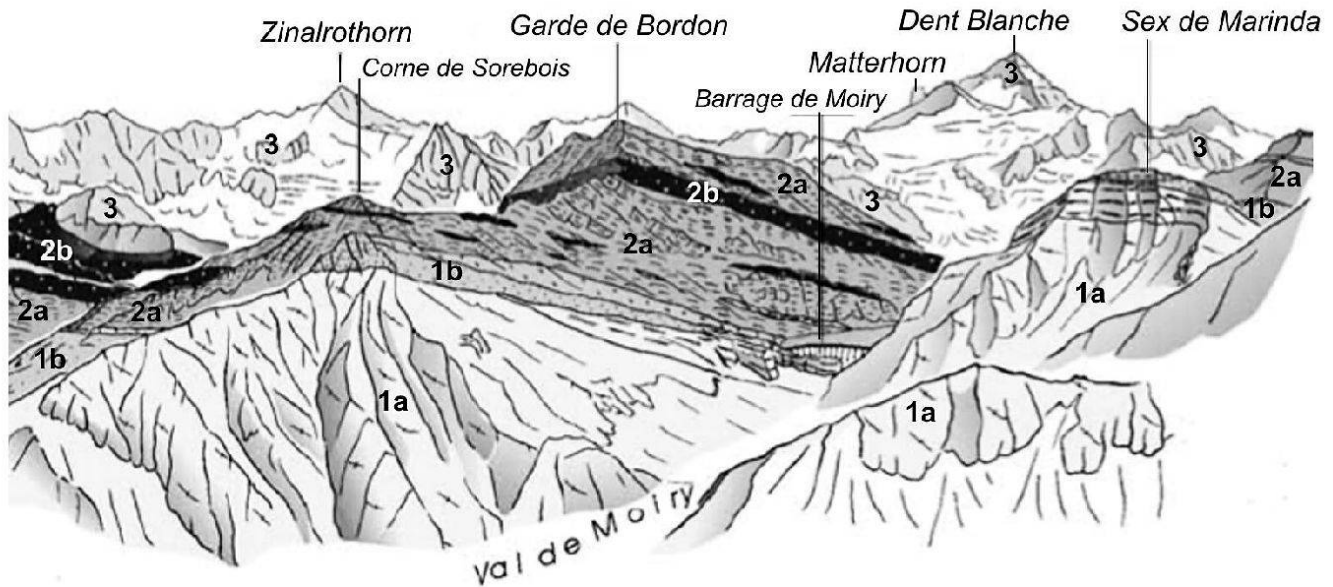 Zinalrothorn
Corne de Sorebois
Garde de Bordon
Matterhorn
Barrage de Moiry
Dent Blanche
Sex de Marinda
3
3
3
2b
2a
3
3
3
2a
1b
3
2b
2a
1b
2a
2a
1b
1a
1a
1a
Val de Moiry